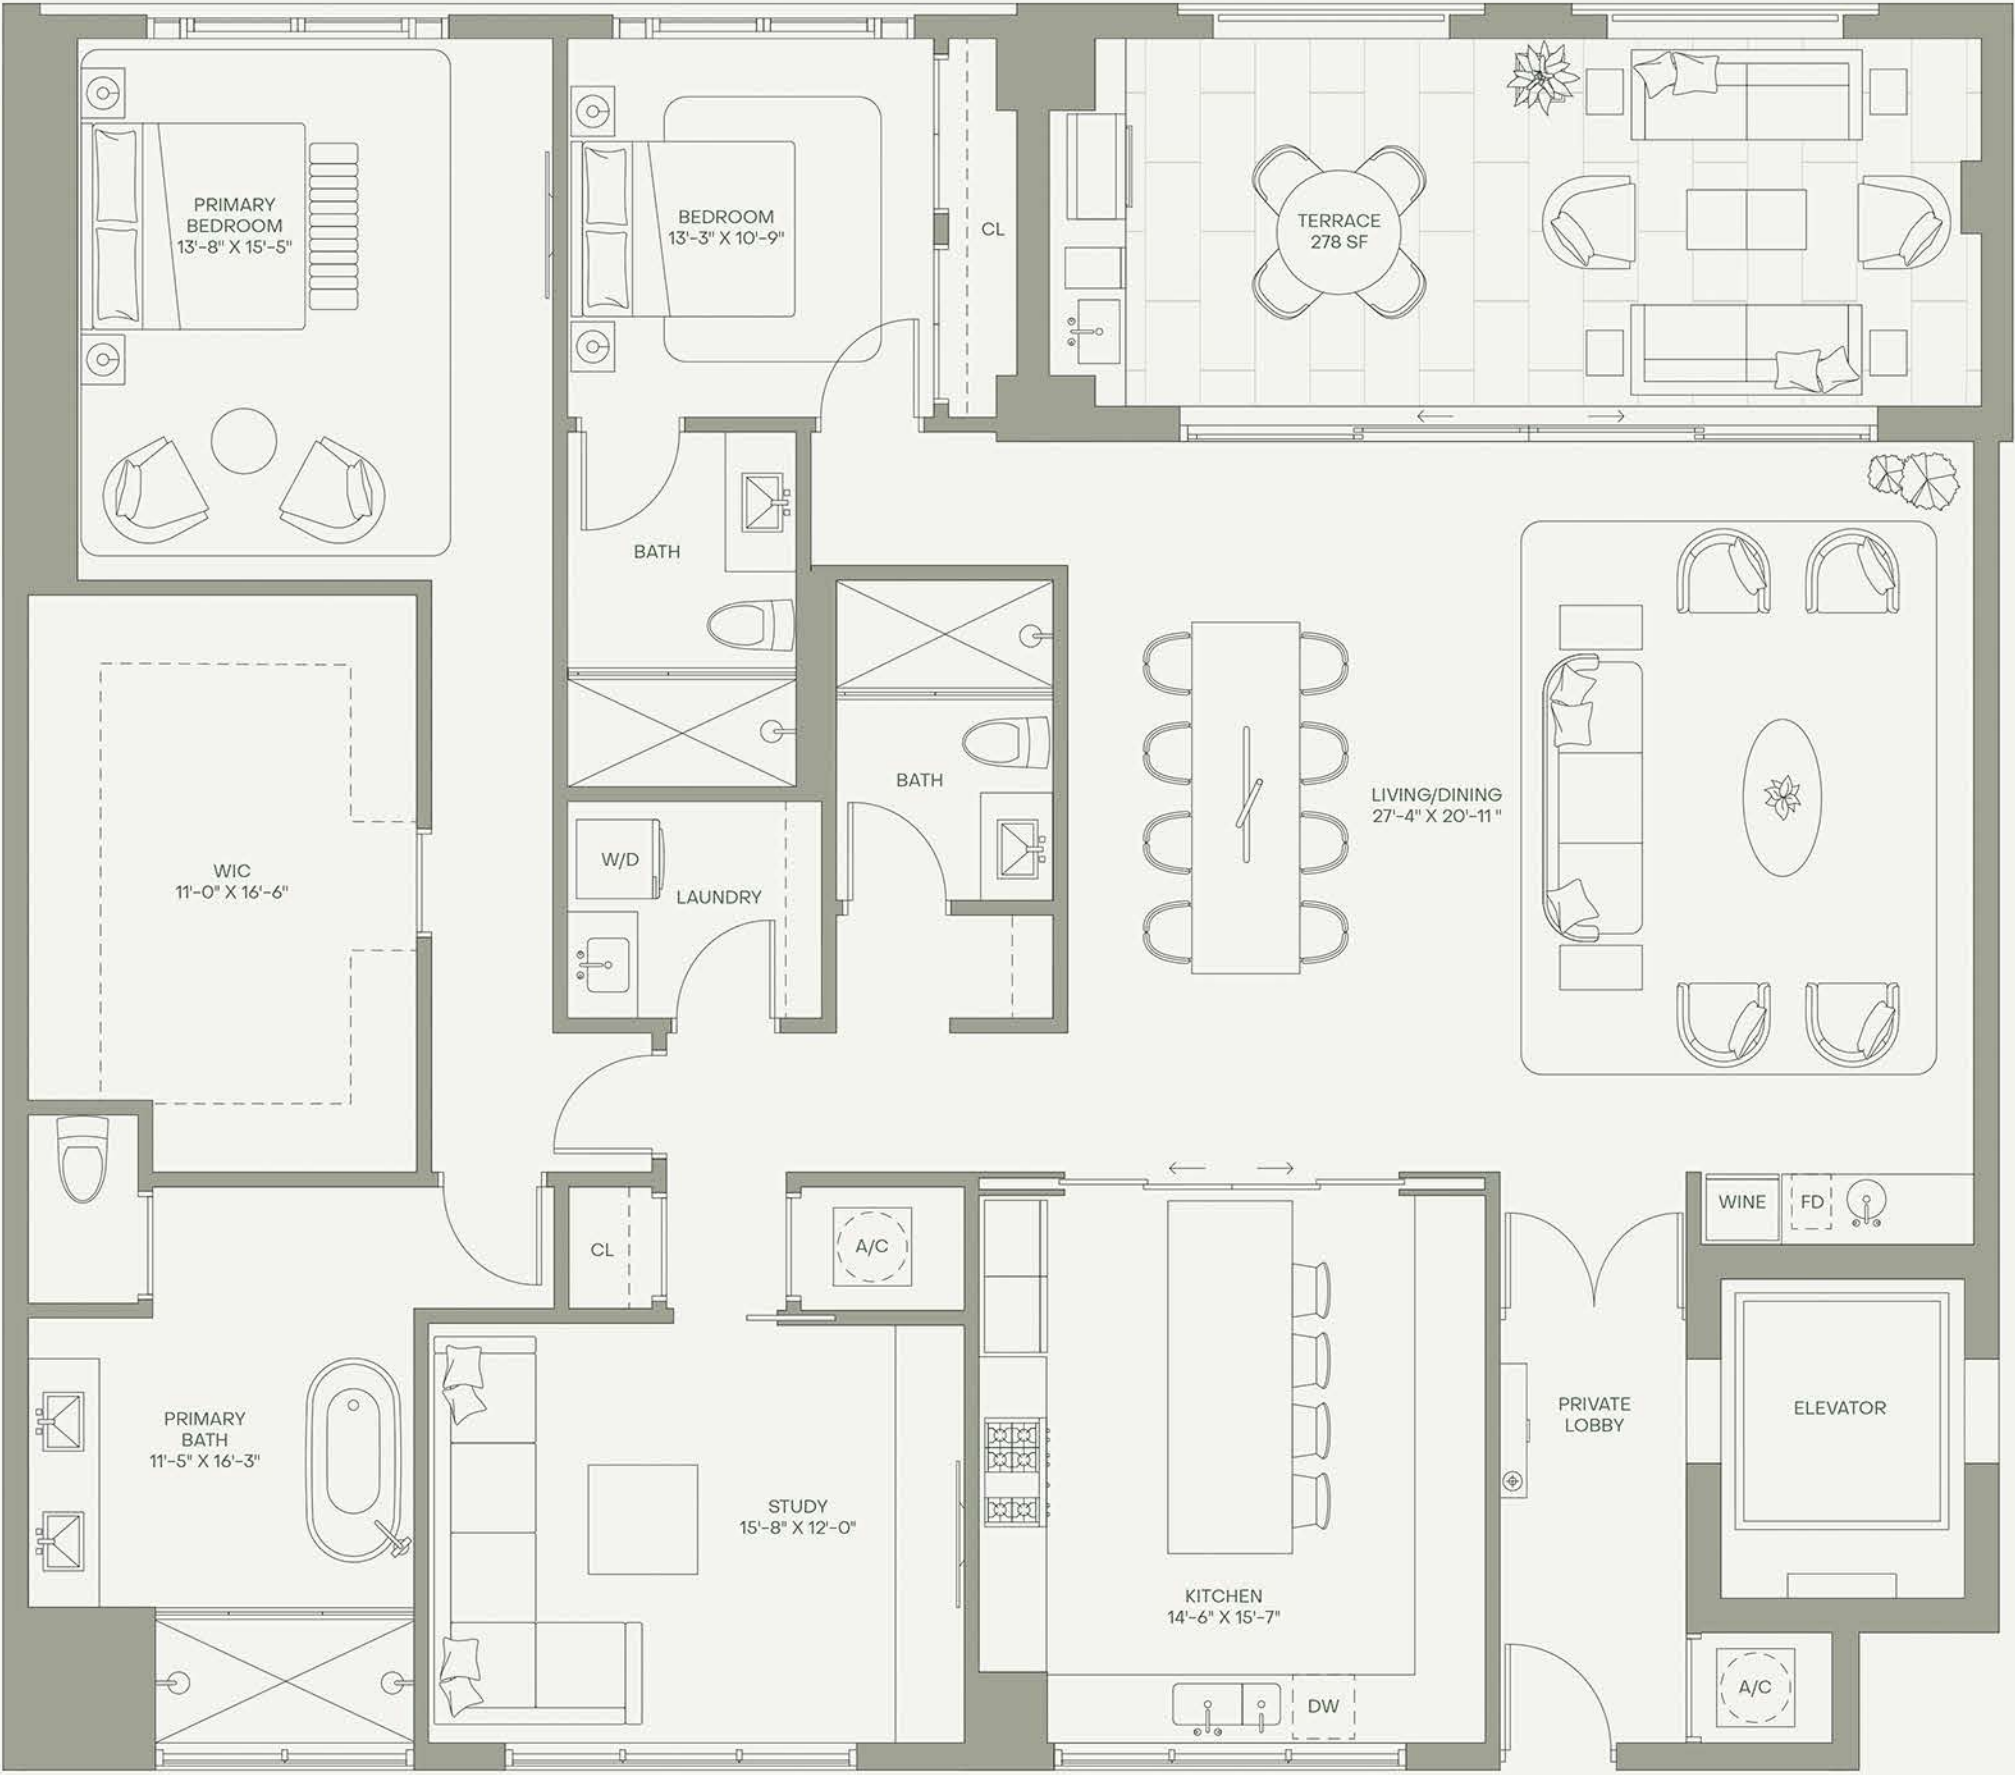 PRIMARY
BEDROOM
13'-8" X 15'-5"
BEDROOM
13'-3" X 10'-9"
CL
TERRACE
278 SF
BATH
BATH
LIVING/DINING
27'-4" X 20'-11"
WIC
11'-0" X 16'-6"
W/D
LAUNDRY
WINE
FD
CL
A/C
PRIMARY
BATH
11'-5" X 16'-3"
STUDY
15'-8" X 12'-0"
KITCHEN
14'-6" X 15'-7"
DW
PRIVATE
LOBBY
ELEVATOR
A/C